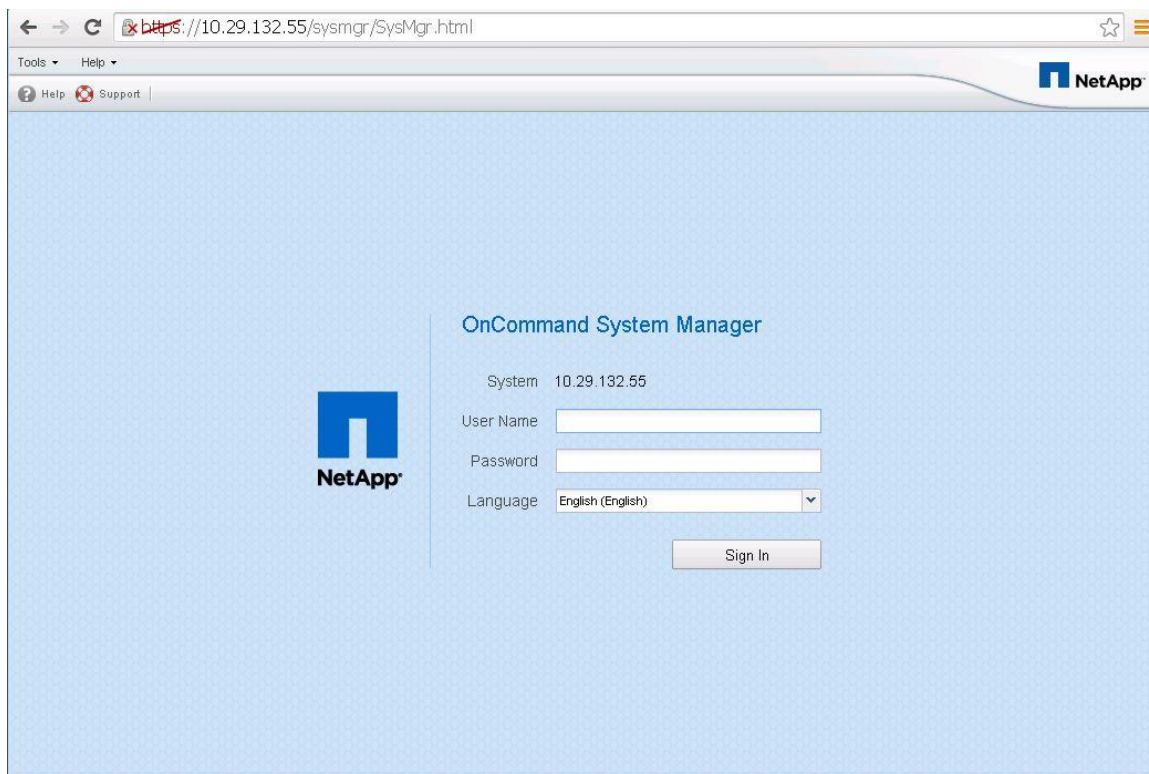 https://10.29.132.55/sysmgr/SysMgr.html
Tools Help
NetApp
Help Support
OnCommand System Manager
System 10.29.132.55
User Name
Password
NetApp
Language English (English)
Sign In